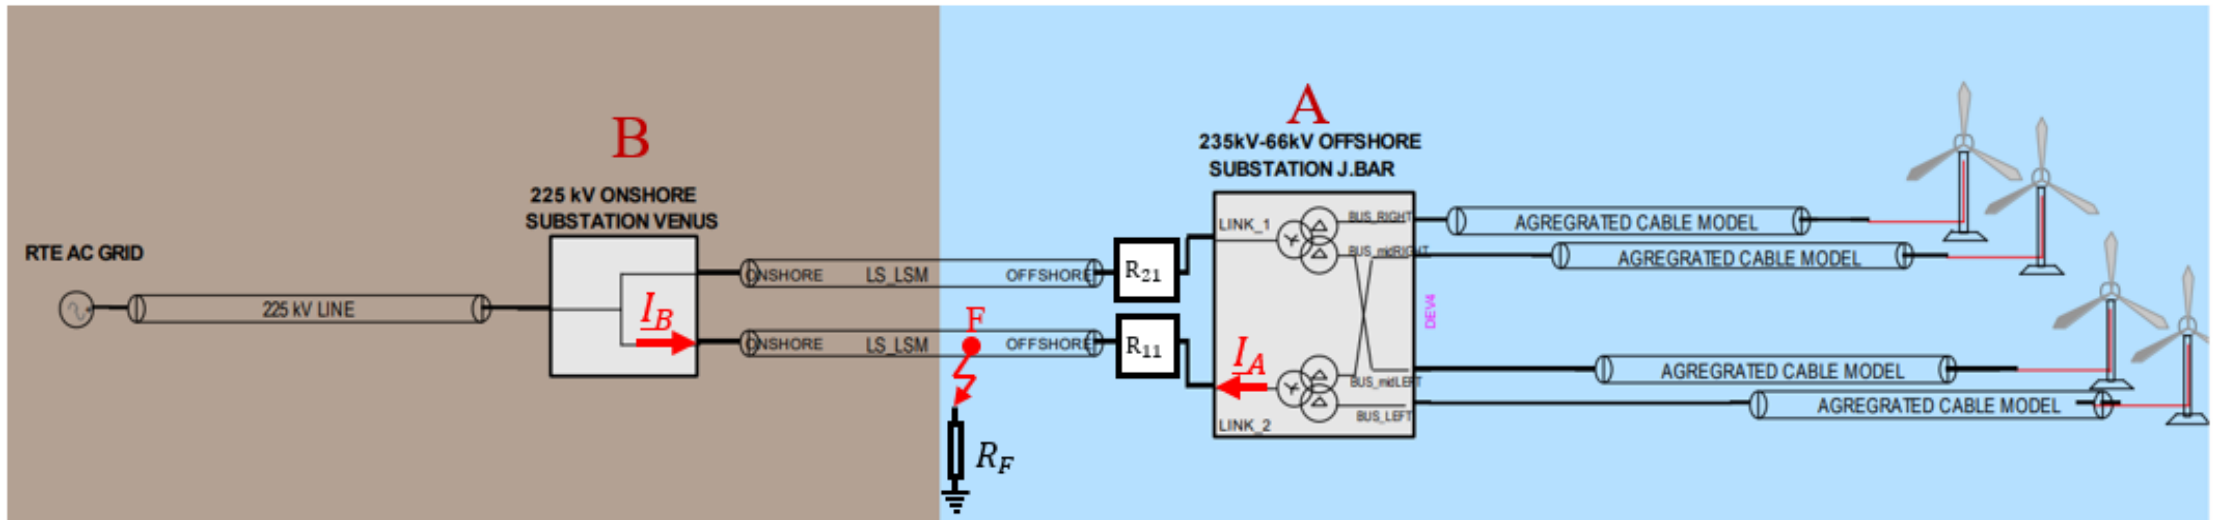 A
B
235kV-66kV OFFSHORE
SUBSTATION J.BAR
225 kV ONSHORE
SUBSTATION VENUS
RTE AC GRID
225 kV LINE
I_B
ONSHORE LS_LSM OFFSHORE
R21
ONSHORE LS_LSM OFFSHORE
R11
F
R_F
LINK_1
BUS_RIGHT
BUS_midRIGHT
DEV4
I_A
BUS_midLEFT
BUS_LEFT
LINK_2
AGREGRATED CABLE MODEL
AGREGRATED CABLE MODEL
AGREGRATED CABLE MODEL
AGREGRATED CABLE MODEL